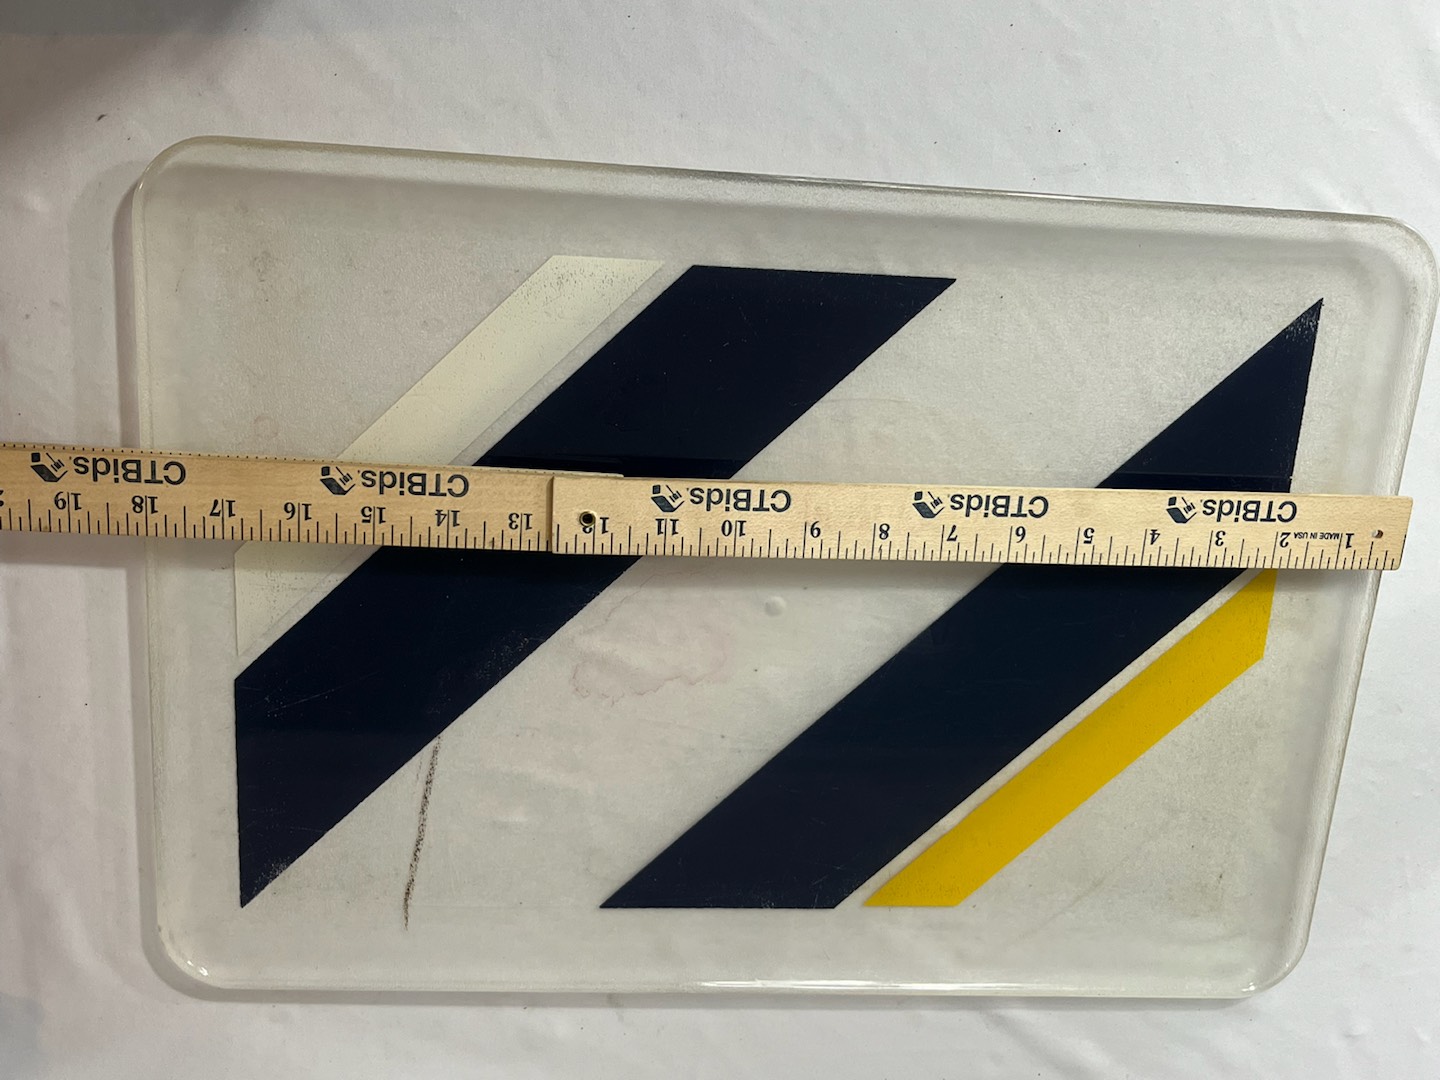 CTBids. CTBids. CTBids. CTBids. CTBids.
1 MADE IN USA 2 3 4 5 6 7 8 9 10 11 12 13 14 15 16 17 18 19